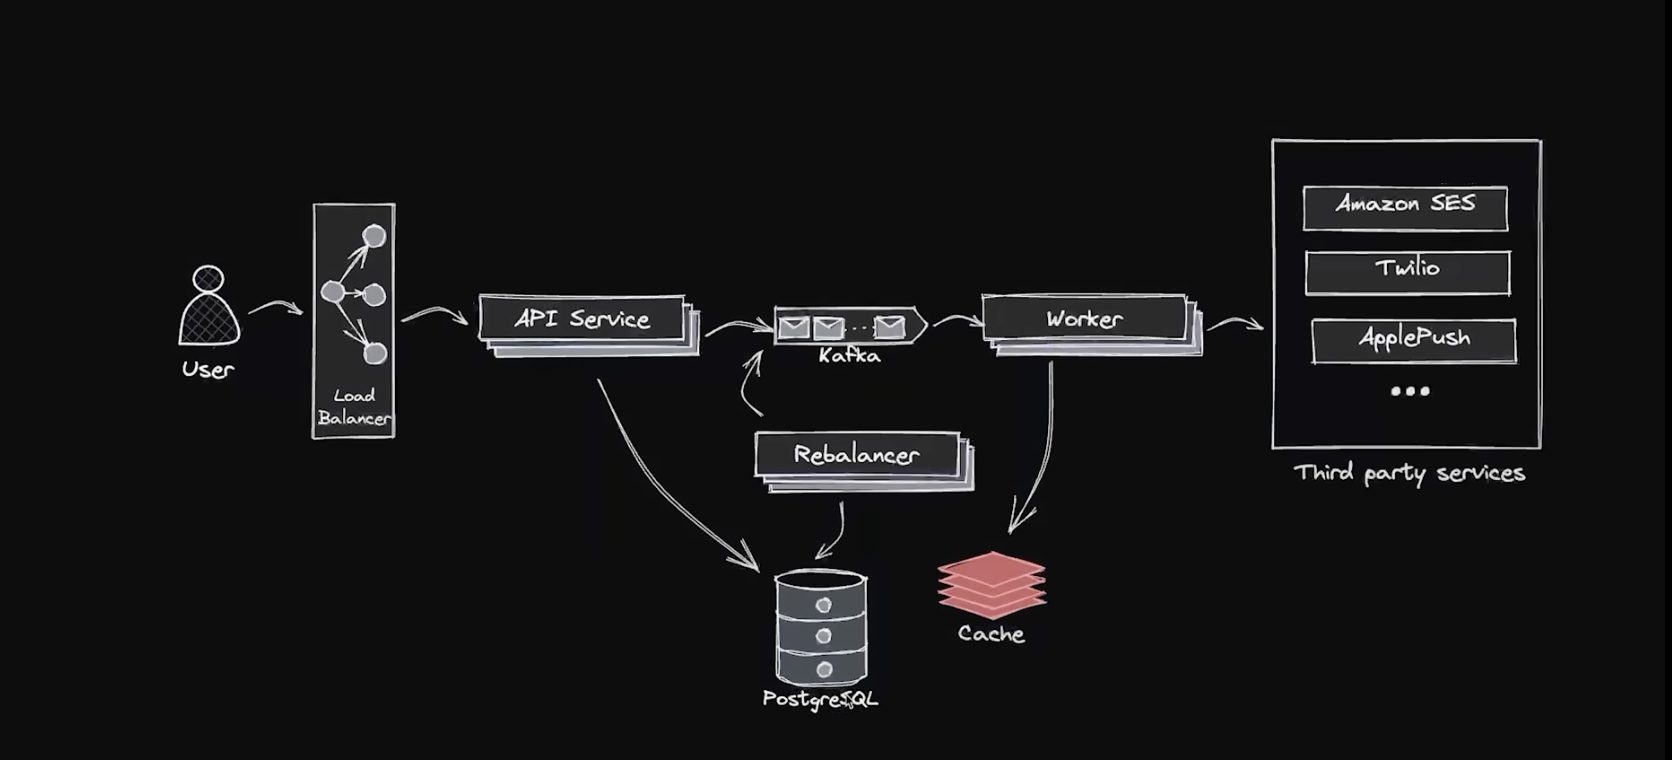 User
Load
Balancer
API Service
Kafka
Worker
Rebalancer
PostgreSQL
Cache
Amazon SES
Twilio
ApplePush
...
Third party services